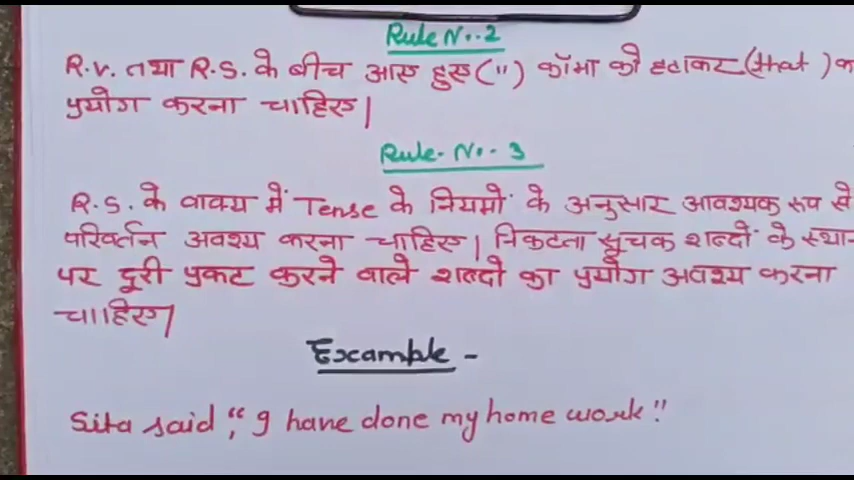 Rule No. 2
R.V. तथा R.S. के बीच आए हुए ( " ) कॉमा को हटाकर (that ) क
प्रयोग करना चाहिए।
Rule- No. - 3
R.S. के वाक्य में Tense के नियमों के अनुसार आवश्यक रूप से
परिवर्तन अवश्य करना चाहिए। निकटता सूचक शब्दों के स्थान
पर दूरी प्रकट करने वाले शब्दों का प्रयोग अवश्य करना
चाहिए।
Example -
Sita said, "I have done my home work"